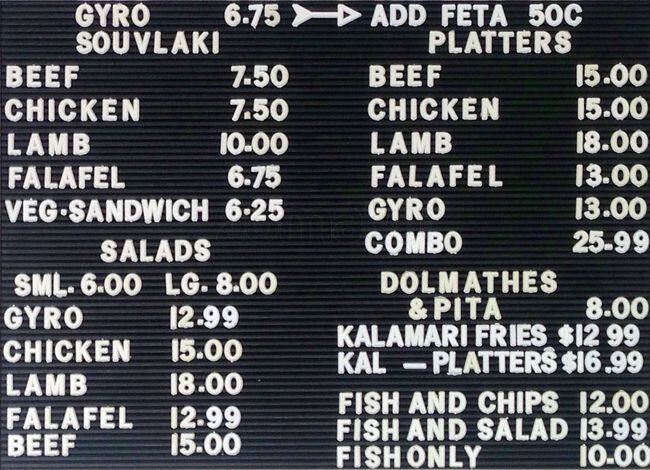 GYRO 6.75 ADD FETA 50C
SOUVLAKI
BEEF 7.50
CHICKEN 7.50
LAMB 10.00
FALAFEL 6.75
VEG·SANDWICH 6.25
SALADS
SML. 6.00 LG. 8.00
GYRO 12.99
CHICKEN 15.00
LAMB 18.00
FALAFEL 12.99
BEEF 15.00
PLATTERS
BEEF 15.00
CHICKEN 15.00
LAMB 18.00
FALAFEL 13.00
GYRO 13.00
COMBO 25.99
DOLMATHES
& PITA 8.00
KALAMARI FRIES $12 99
KAL — PLATTERS $16.99
FISH AND CHIPS 12.00
FISH AND SALAD 13.99
FISH ONLY 10.00